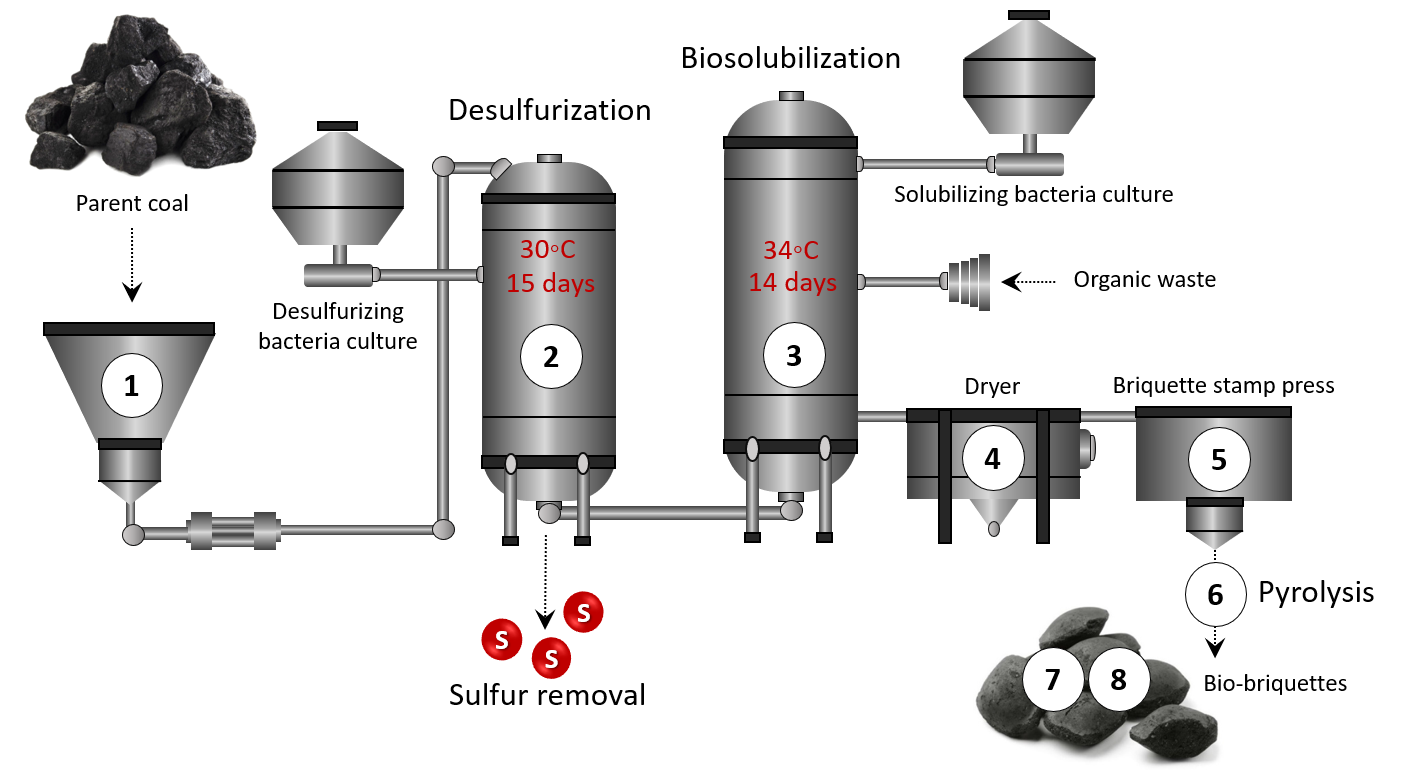 Biosolubilization
Desulfurization
Parent coal
Solubilizing bacteria culture
30◦C
15 days
34◦C
14 days
Organic waste
Desulfurizing
bacteria culture
1
2
3
Dryer
Briquette stamp press
4
5
6
Pyrolysis
S
S
S
Sulfur removal
7
8
Bio-briquettes